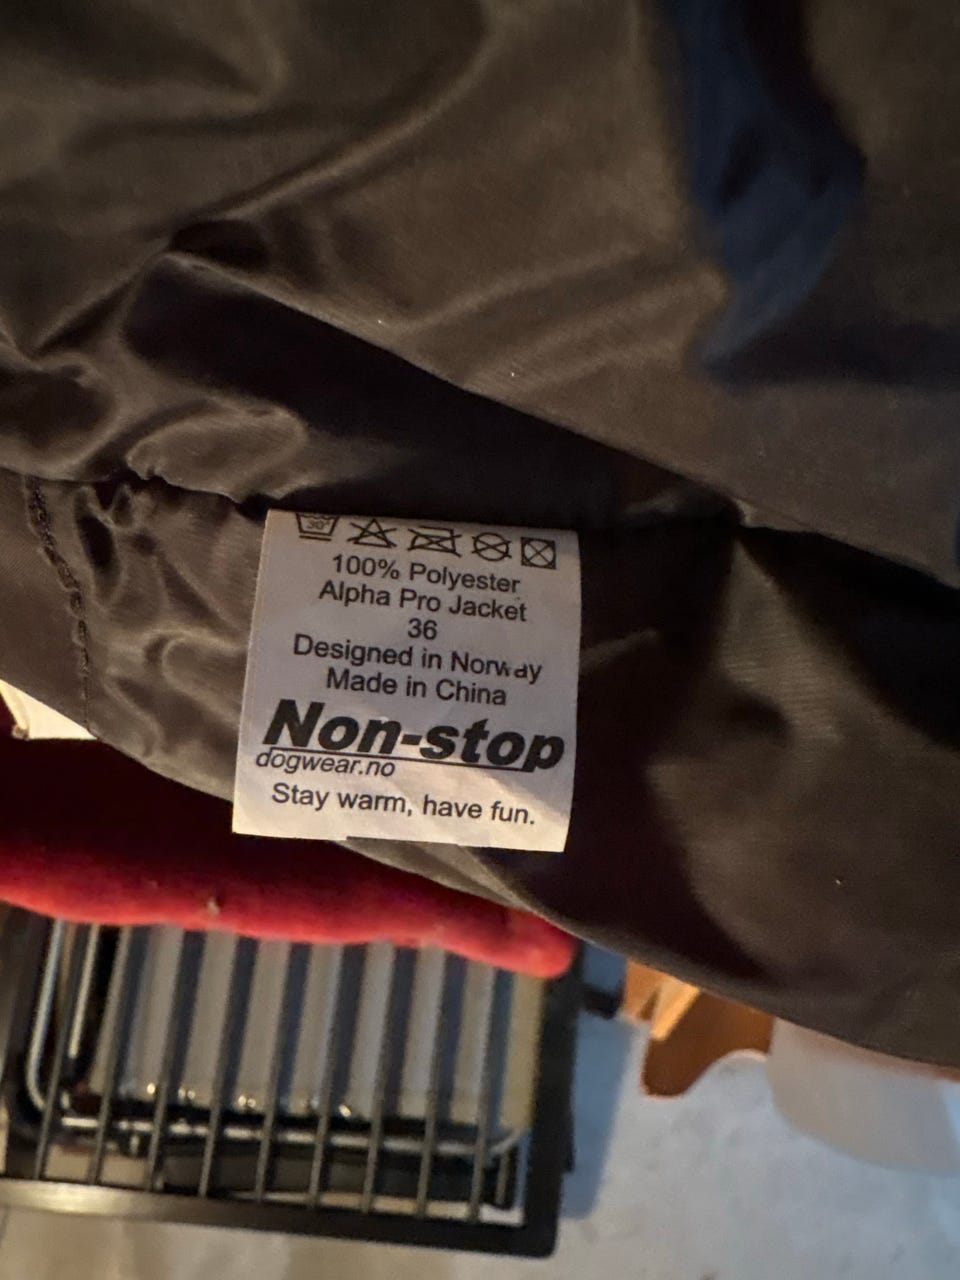 30°
100% Polyester
Alpha Pro Jacket
36
Designed in Norway
Made in China
Non-stop
dogwear.no
Stay warm, have fun.